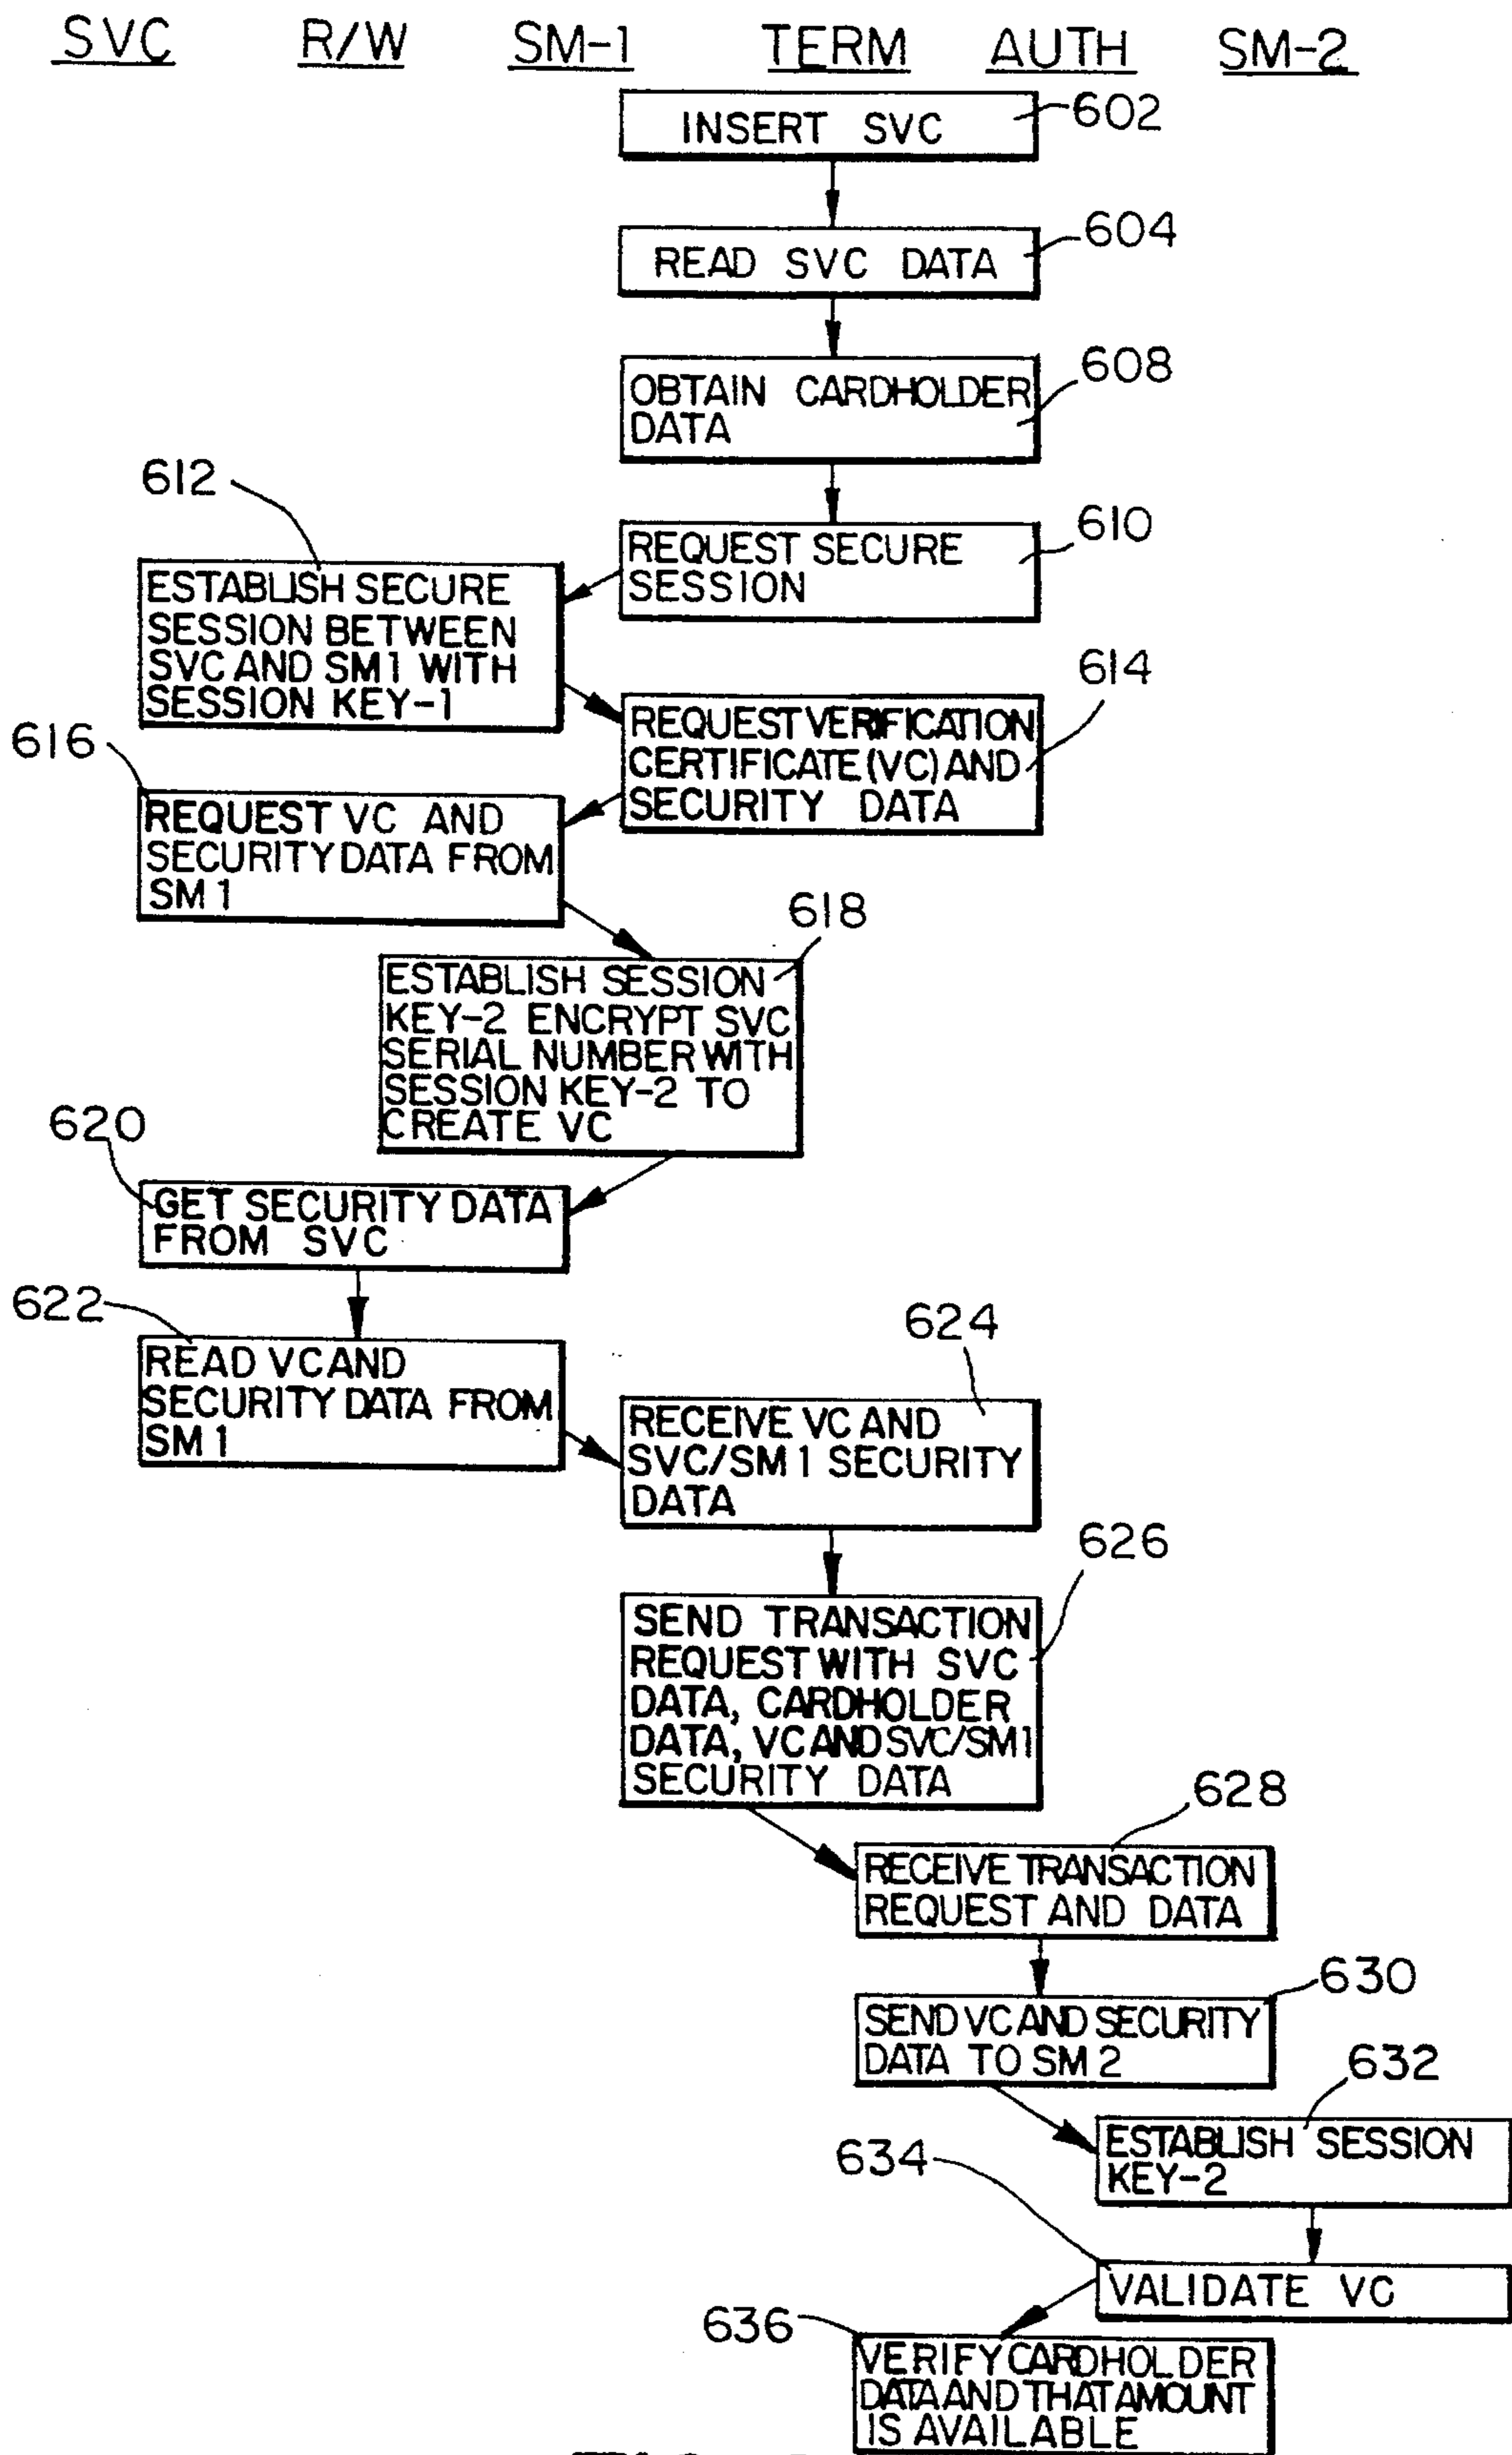 SVC R/W SM-1 TERM AUTH SM-2
602
INSERT SVC
604
READ SVC DATA
608
OBTAIN CARDHOLDER
DATA
612
610
REQUEST SECURE
SESSION
ESTABLISH SECURE
SESSION BETWEEN
SVC AND SM1 WITH
SESSION KEY-1
614
REQUEST VERIFICATION
CERTIFICATE (VC) AND
SECURITY DATA
616
REQUEST VC AND
SECURITY DATA FROM
SM 1
618
ESTABLISH SESSION
KEY-2 ENCRYPT SVC
SERIAL NUMBER WITH
SESSION KEY-2 TO
CREATE VC
620
GET SECURITY DATA
FROM SVC
622
READ VC AND
SECURITY DATA FROM
SM 1
624
RECEIVE VC AND
SVC/SM 1 SECURITY
DATA
626
SEND TRANSACTION
REQUEST WITH SVC
DATA, CARDHOLDER
DATA, VC AND SVC/SM1
SECURITY DATA
628
RECEIVE TRANSACTION
REQUEST AND DATA
630
SEND VC AND SECURITY
DATA TO SM 2
632
ESTABLISH SESSION
KEY-2
634
VALIDATE VC
636
VERIFY CARDHOLDER
DATA AND THAT AMOUNT
IS AVAILABLE